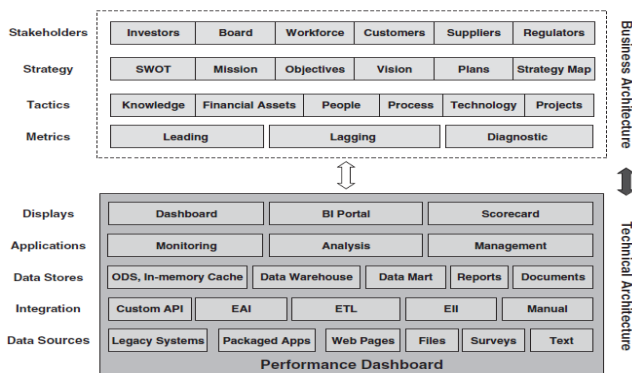 Stakeholders Investors Board Workforce Customers Suppliers Regulators
Strategy SWOT Mission Objectives Vision Plans Strategy Map
Tactics Knowledge Financial Assets People Process Technology Projects
Metrics Leading Lagging Diagnostic
Business Architecture
Displays Dashboard BI Portal Scorecard
Applications Monitoring Analysis Management
Data Stores ODS, In-memory Cache Data Warehouse Data Mart Reports Documents
Integration Custom API EAI ETL EII Manual
Data Sources Legacy Systems Packaged Apps Web Pages Files Surveys Text
Performance Dashboard
Technical Architecture